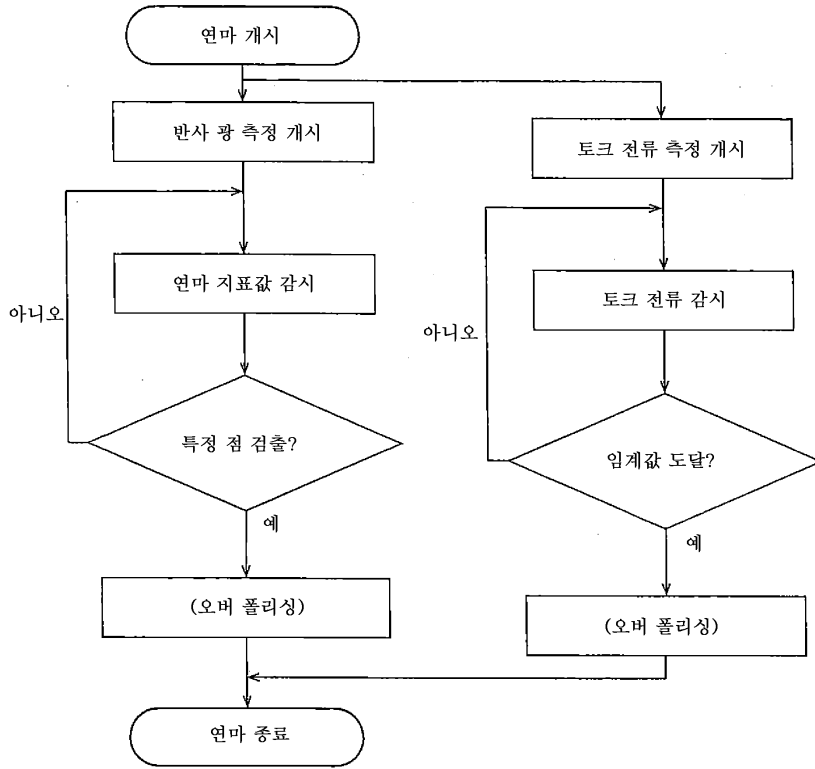 연마 개시
반사 광 측정 개시
토크 전류 측정 개시
연마 지표값 감시
토크 전류 감시
아니오
아니오
특정 점 검출?
임계값 도달?
예
예
(오버 폴리싱)
(오버 폴리싱)
연마 종료